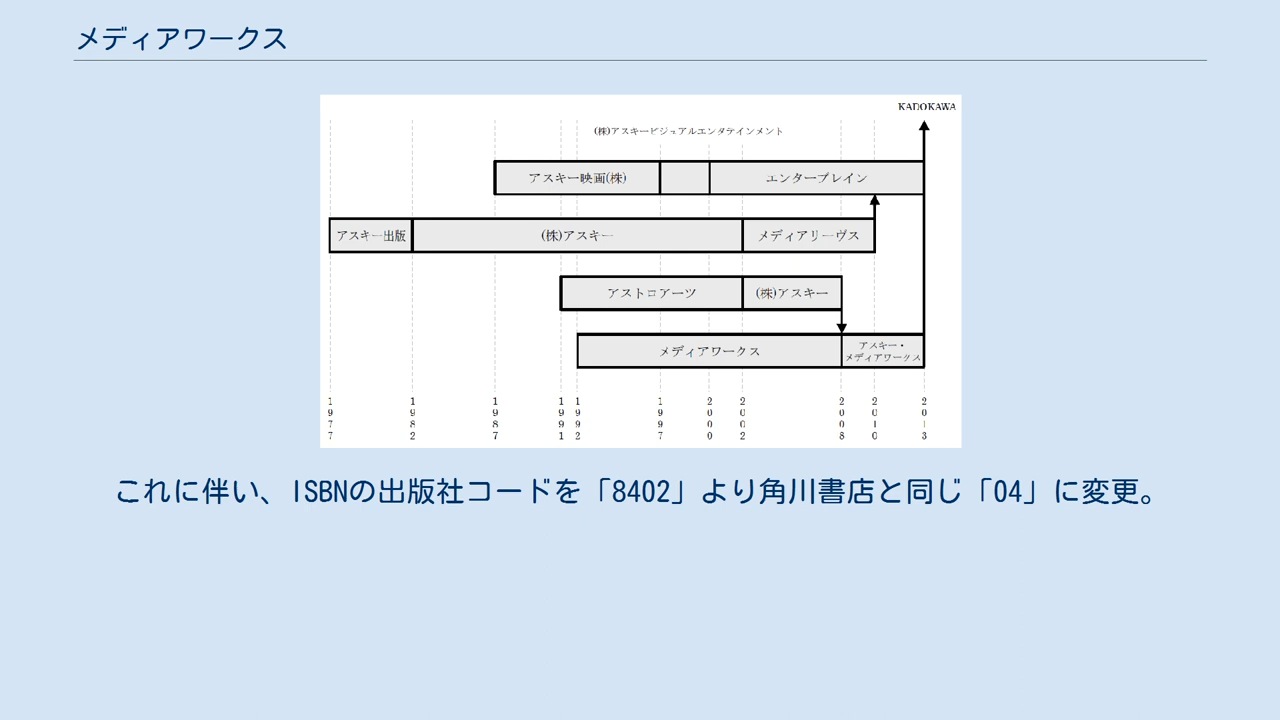 メディアワークス
KADOKAWA
(株)アスキービジュアルエンタテインメント
アスキー映画(株)
エンターブレイン
アスキー出版
(株)アスキー
メディアリーヴス
アストロアーツ
(株)アスキー
メディアワークス
アスキー・
メディアワークス
1977
1982
1987
1991
1992
1997
2000
2002
2008
2010
2013
これに伴い、ISBNの出版社コードを「8402」より角川書店と同じ「04」に変更。